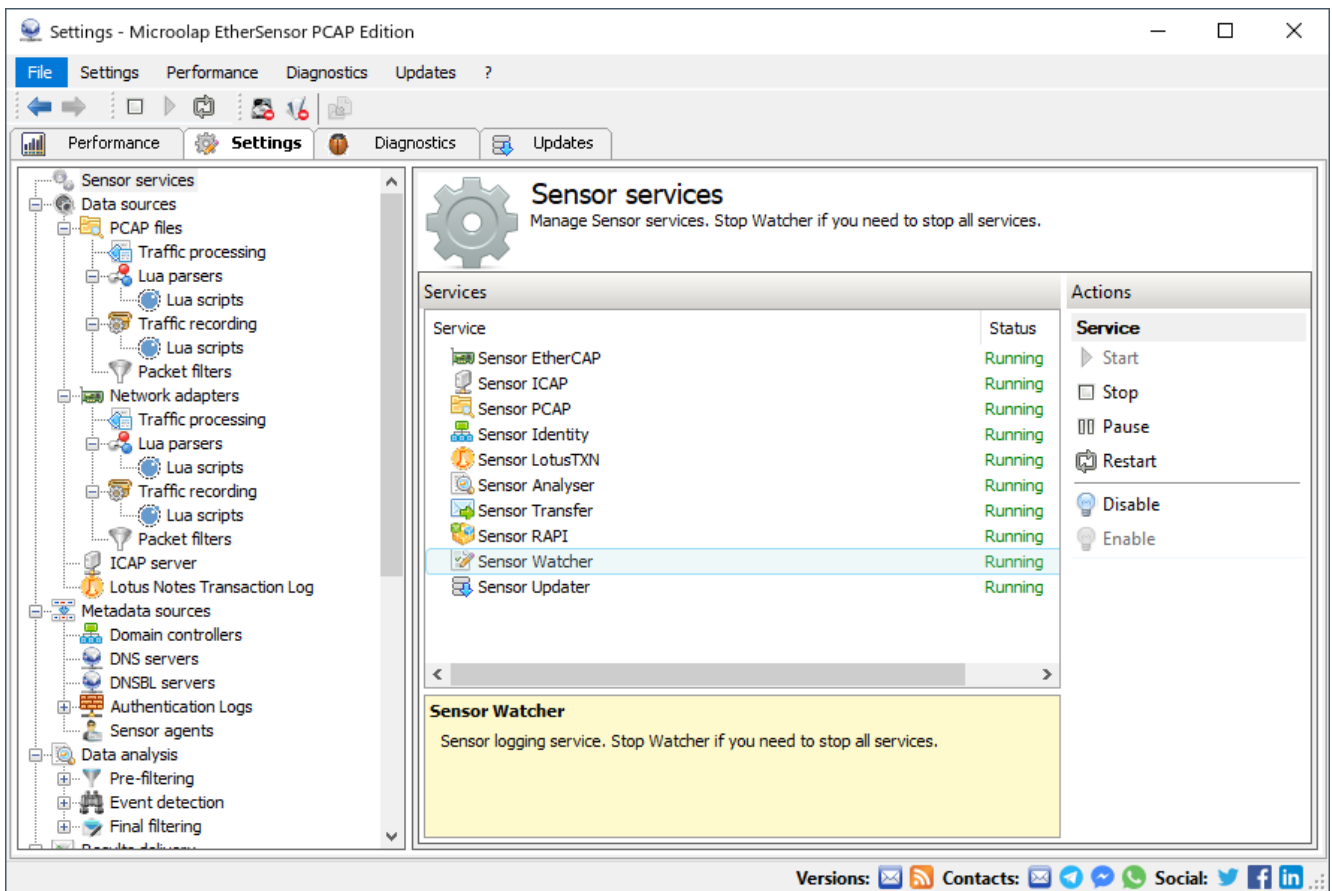 Settings - Microolap EtherSensor PCAP Edition
File Settings Performance Diagnostics Updates ?
Performance Settings Diagnostics Updates
Sensor services
Data sources
PCAP files
Traffic processing
Lua parsers
Lua scripts
Traffic recording
Lua scripts
Packet filters
Network adapters
Traffic processing
Lua parsers
Lua scripts
Traffic recording
Lua scripts
Packet filters
ICAP server
Lotus Notes Transaction Log
Metadata sources
Domain controllers
DNS servers
DNSBL servers
Authentication Logs
Sensor agents
Data analysis
Pre-filtering
Event detection
Final filtering
Sensor services
Manage Sensor services. Stop Watcher if you need to stop all services.
Services
Service Status
Sensor EtherCAP Running
Sensor ICAP Running
Sensor PCAP Running
Sensor Identity Running
Sensor LotusTXN Running
Sensor Analyser Running
Sensor Transfer Running
Sensor RAPI Running
Sensor Watcher Running
Sensor Updater Running
Sensor Watcher
Sensor logging service. Stop Watcher if you need to stop all services.
Actions
Service
Start
Stop
Pause
Restart
Disable
Enable
Versions: Contacts: Social: